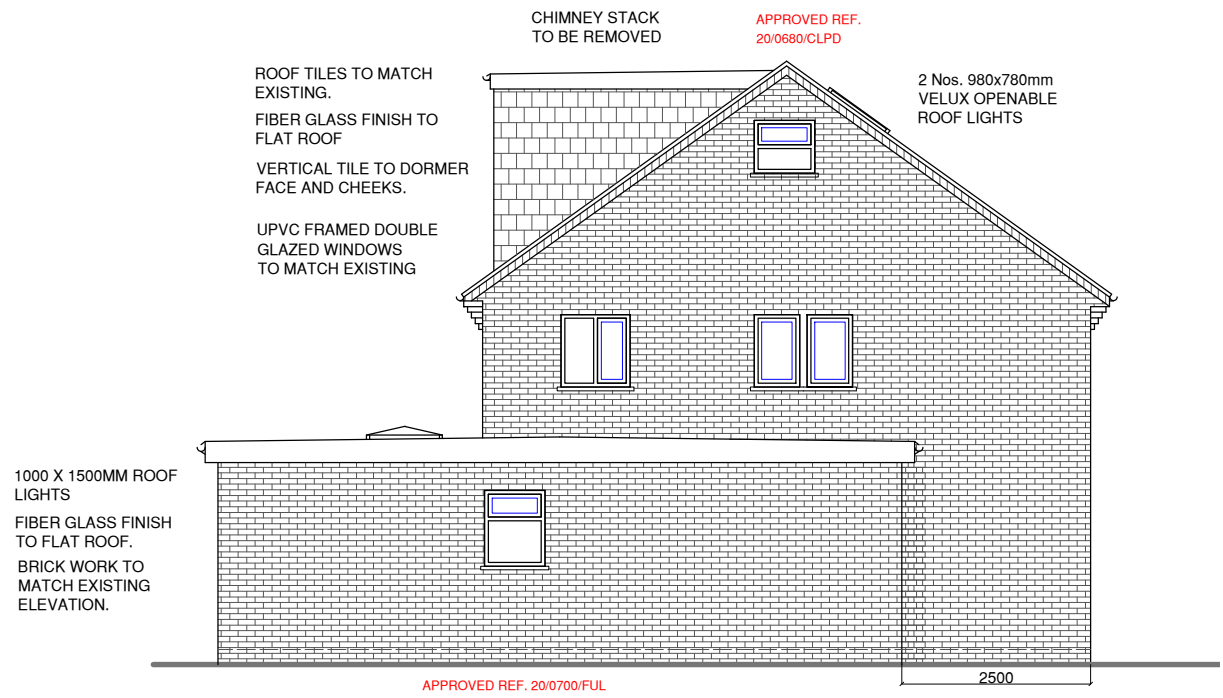 CHIMNEY STACK
TO BE REMOVED
APPROVED REF.
20/0680/CLPD
ROOF TILES TO MATCH
EXISTING.
FIBER GLASS FINISH TO
FLAT ROOF
VERTICAL TILE TO DORMER
FACE AND CHEEKS.
UPVC FRAMED DOUBLE
GLAZED WINDOWS
TO MATCH EXISTING
2 Nos. 980x780mm
VELUX OPENABLE
ROOF LIGHTS
1000 X 1500MM ROOF
LIGHTS
FIBER GLASS FINISH
TO FLAT ROOF.
BRICK WORK TO
MATCH EXISTING
ELEVATION.
2500
APPROVED REF. 20/0700/FUL